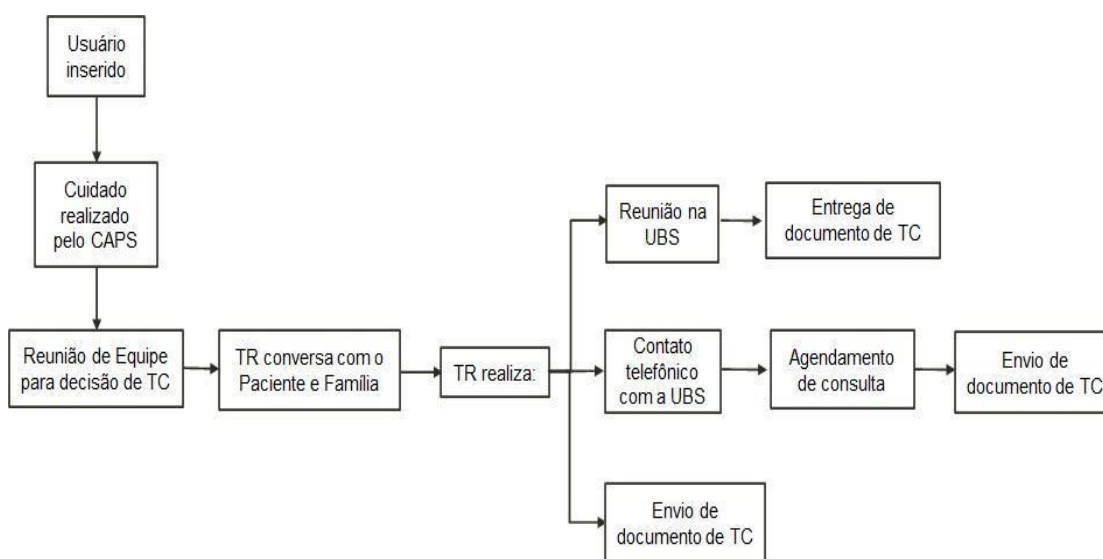 Usuário
inserido
Cuidado
realizado
pelo CAPS
Reunião de Equipe
para decisão de TC
TR conversa com o
Paciente e Família
TR realiza:
Reunião na
UBS
Entrega de
documento de TC
Contato
telefônico
com a UBS
Agendamento
de consulta
Envio de
documento de TC
Envio de
documento de TC